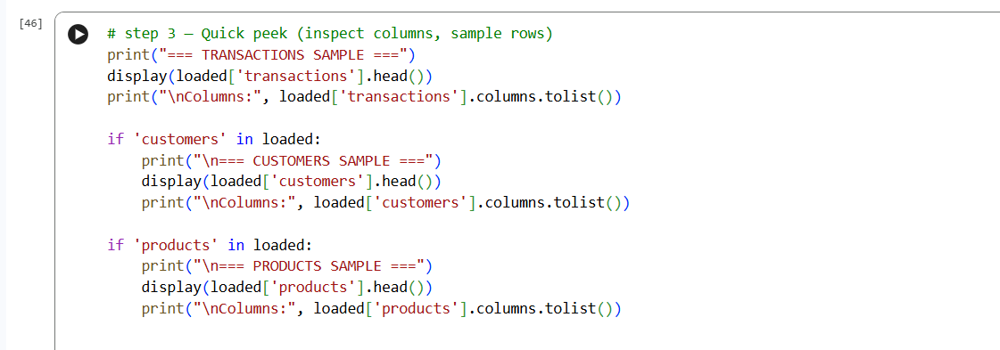 [46]
# step 3 — Quick peek (inspect columns, sample rows)
print("=== TRANSACTIONS SAMPLE ===")
display(loaded['transactions'].head())
print("\nColumns:", loaded['transactions'].columns.tolist())

if 'customers' in loaded:
    print("\n=== CUSTOMERS SAMPLE ===")
    display(loaded['customers'].head())
    print("\nColumns:", loaded['customers'].columns.tolist())

if 'products' in loaded:
    print("\n=== PRODUCTS SAMPLE ===")
    display(loaded['products'].head())
    print("\nColumns:", loaded['products'].columns.tolist())